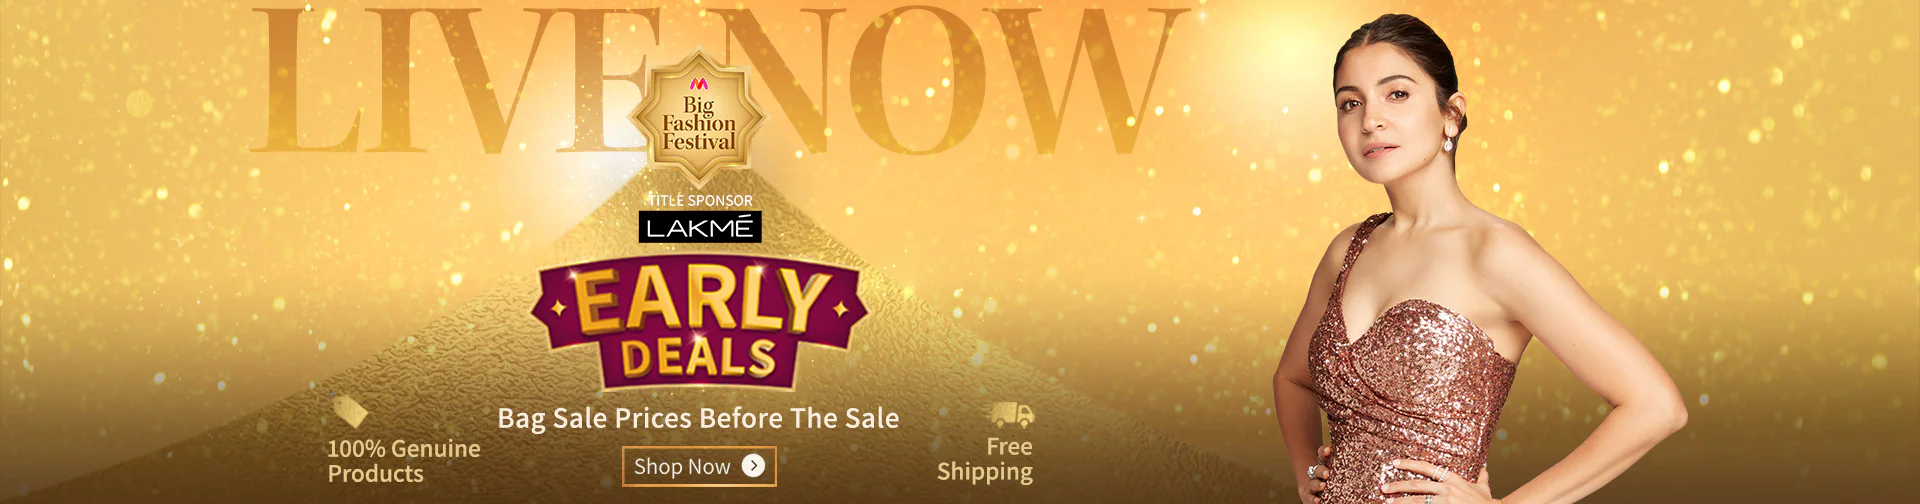 LIVE NOW
Big
Fashion
Festival
TITLE SPONSOR
LAKMÉ
EARLY
DEALS
Bag Sale Prices Before The Sale
100% Genuine
Products
Shop Now
Free
Shipping